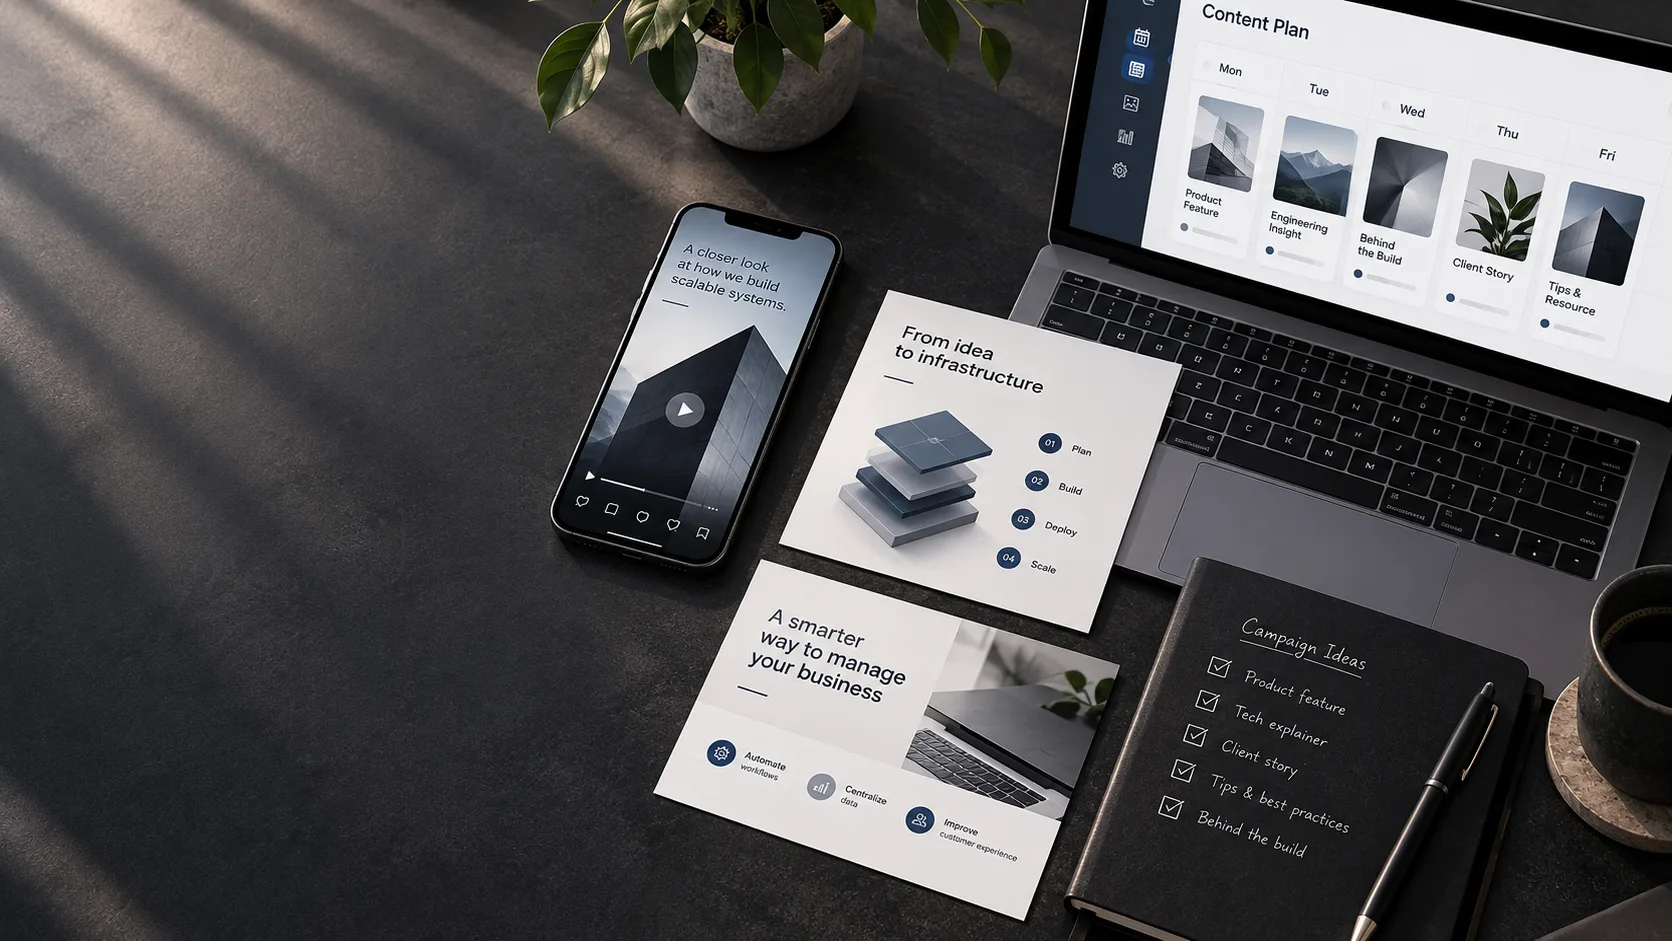 Content Plan
Mon
Tue
Wed
Thu
Fri
Product
Feature
Engineering
Insight
Behind
the Build
Client Story
Tips &
Resource
A closer look
at how we build
scalable systems.
From idea
to infrastructure
01 Plan
02 Build
03 Deploy
04 Scale
A smarter
way to manage
your business
Automate
workflows
Centralize
data
Improve
customer experience
Campaign Ideas
Product feature
Tech explainer
Client story
Tips & best practices
Behind the build